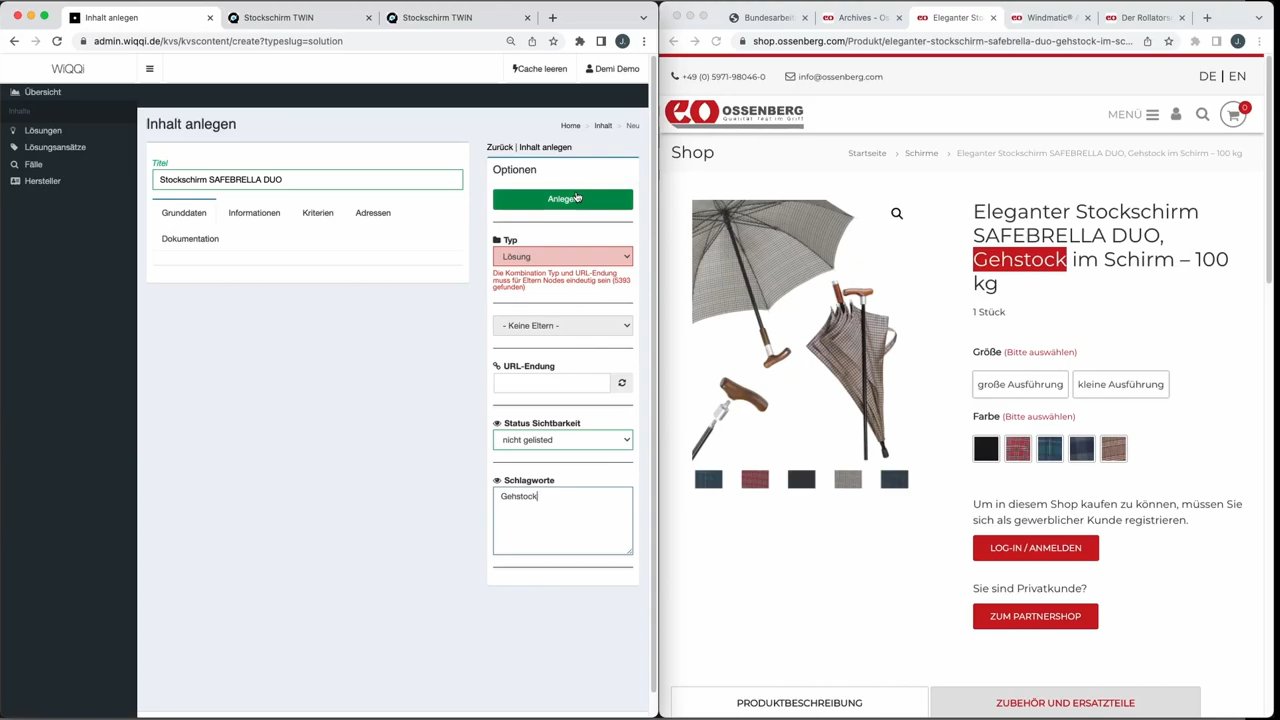 Inhalt anlegen
Stockschirm TWIN
Stockschirm TWIN
admin.wiqqi.de/kvs/kvscontent/create?typeslug=solution
J.
WiQQi
Cache leeren
Demi Demo
Übersicht
Inhalte
Lösungen
Lösungsansätze
Fälle
Hersteller
Inhalt anlegen
Home » Inhalt » Neu
Titel
Stockschirm SAFEBRELLA DUO
Grunddaten
Informationen
Kriterien
Adressen
Dokumentation
Zurück | Inhalt anlegen
Optionen
Anlegen
Typ
Lösung
Die Kombination Typ und URL-Endung
muss für Eltern Nodes eindeutig sein (5393
gefunden)
- Keine Eltern -
URL-Endung
Status Sichtbarkeit
nicht gelisted
Schlagworte
Gehstock
Bundesarbei
Archives - Os
Eleganter Sto
Windmatic® A
Der Rollators
shop.ossenberg.com/Produkt/eleganter-stockschirm-safebrella-duo-gehstock-im-sc...
J.
+49 (0) 5971-98046-0
info@ossenberg.com
DE | EN
eo OSSENBERG
Qualität fest im Griff
MENÜ
0
Shop
Startseite > Schirme > Eleganter Stockschirm SAFEBRELLA DUO, Gehstock im Schirm – 100 kg
Eleganter Stockschirm
SAFEBRELLA DUO,
Gehstock im Schirm – 100
kg
1 Stück
Größe (Bitte auswählen)
große Ausführung
kleine Ausführung
Farbe (Bitte auswählen)
Um in diesem Shop kaufen zu können, müssen Sie
sich als gewerblicher Kunde registrieren.
LOG-IN / ANMELDEN
Sie sind Privatkunde?
ZUM PARTNERSHOP
PRODUKTBESCHREIBUNG
ZUBEHÖR UND ERSATZTEILE